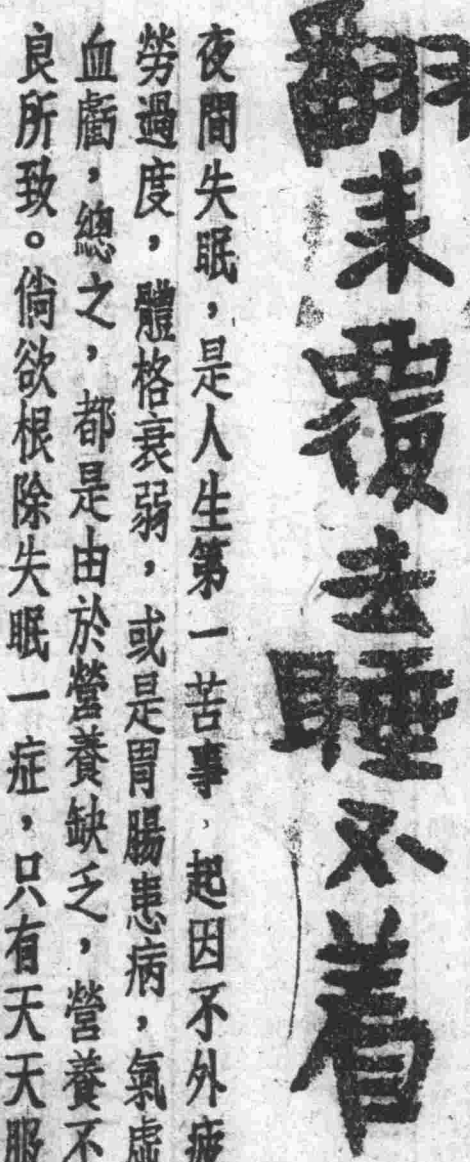 翻来覆去睡不着
夜間失眠，是人生第一苦事，起因不外疲
勞過度，體格衰弱，或是胃腸患病，氣虛
血虧，總之，都是由於營養缺乏，營養不
良所致。倘欲根除失眠一症，只有天天服